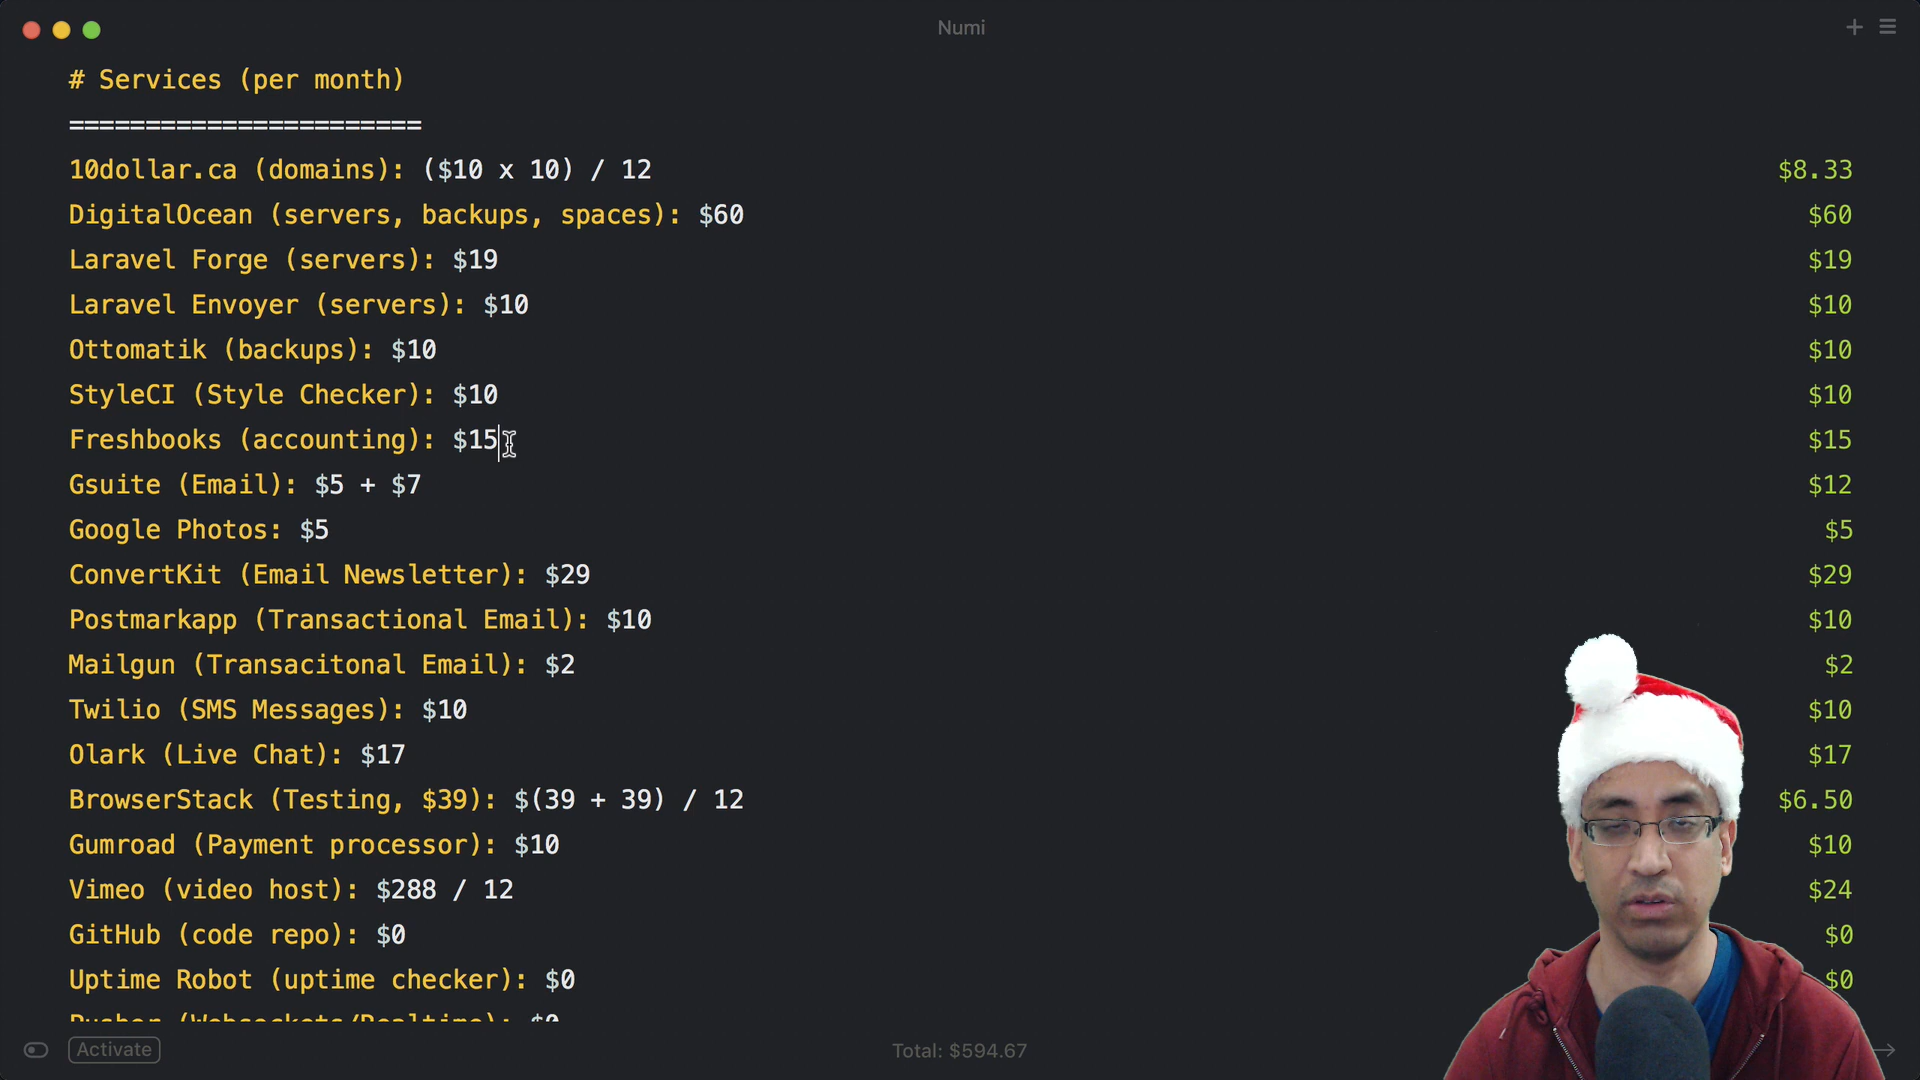 Numi
# Services (per month)
=======================
10dollar.ca (domains): ($10 x 10) / 12 $8.33
DigitalOcean (servers, backups, spaces): $60 $60
Laravel Forge (servers): $19 $19
Laravel Envoyer (servers): $10 $10
Ottomatik (backups): $10 $10
StyleCI (Style Checker): $10 $10
Freshbooks (accounting): $15 $15
Gsuite (Email): $5 + $7 $12
Google Photos: $5 $5
ConvertKit (Email Newsletter): $29 $29
Postmarkapp (Transactional Email): $10 $10
Mailgun (Transacitonal Email): $2 $2
Twilio (SMS Messages): $10 $10
Olark (Live Chat): $17 $17
BrowserStack (Testing, $39): $(39 + 39) / 12 $6.50
Gumroad (Payment processor): $10 $10
Vimeo (video host): $288 / 12 $24
GitHub (code repo): $0 $0
Uptime Robot (uptime checker): $0 $0
Pusher (Websockets/Realtime): $0
Activate Total: $594.67